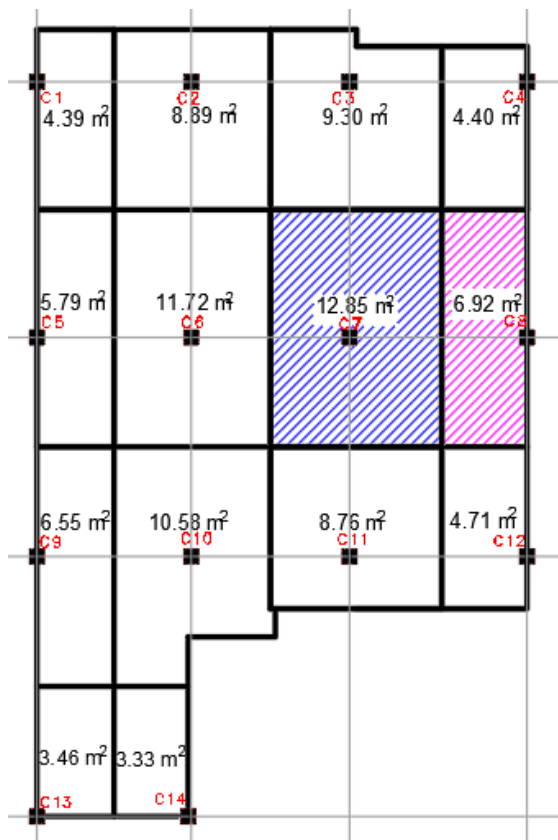 C1 C2 C3 C4
4.39 m² 8.89 m² 9.30 m² 4.40 m²
5.79 m² 11.72 m² 12.85 m² 6.92 m²
C5 C6 C7 C8
6.55 m² 10.58 m² 8.76 m² 4.71 m²
C9 C10 C11 C12
3.46 m² 3.33 m²
C13 C14